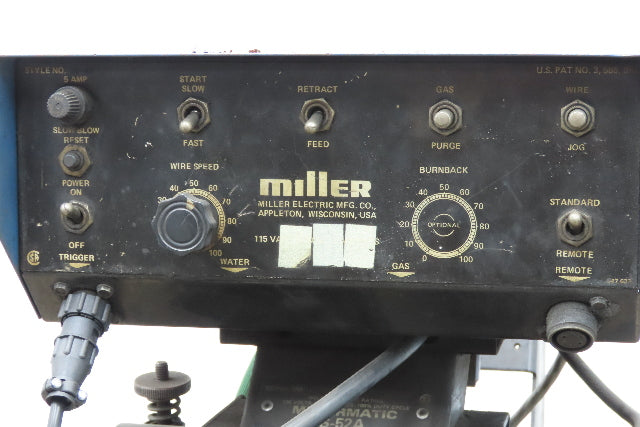 STYLE NO.
5 AMP
SLOW BLOW
RESET
POWER
ON
OFF
TRIGGER
START
SLOW
FAST
RETRACT
FEED
GAS
PURGE
U.S. PAT NO. 3, 586,
WIRE
JOG
WIRE SPEED
30 40 50 60 70 80 90 100
miller
MILLER ELECTRIC MFG. CO.,
APPLETON, WISCONSIN, USA
115 VA
BURNBACK
0 10 20 30 40 50 60 70 80 90 100
OPTIONAL
STANDARD
REMOTE
REMOTE
WATER
GAS
52A